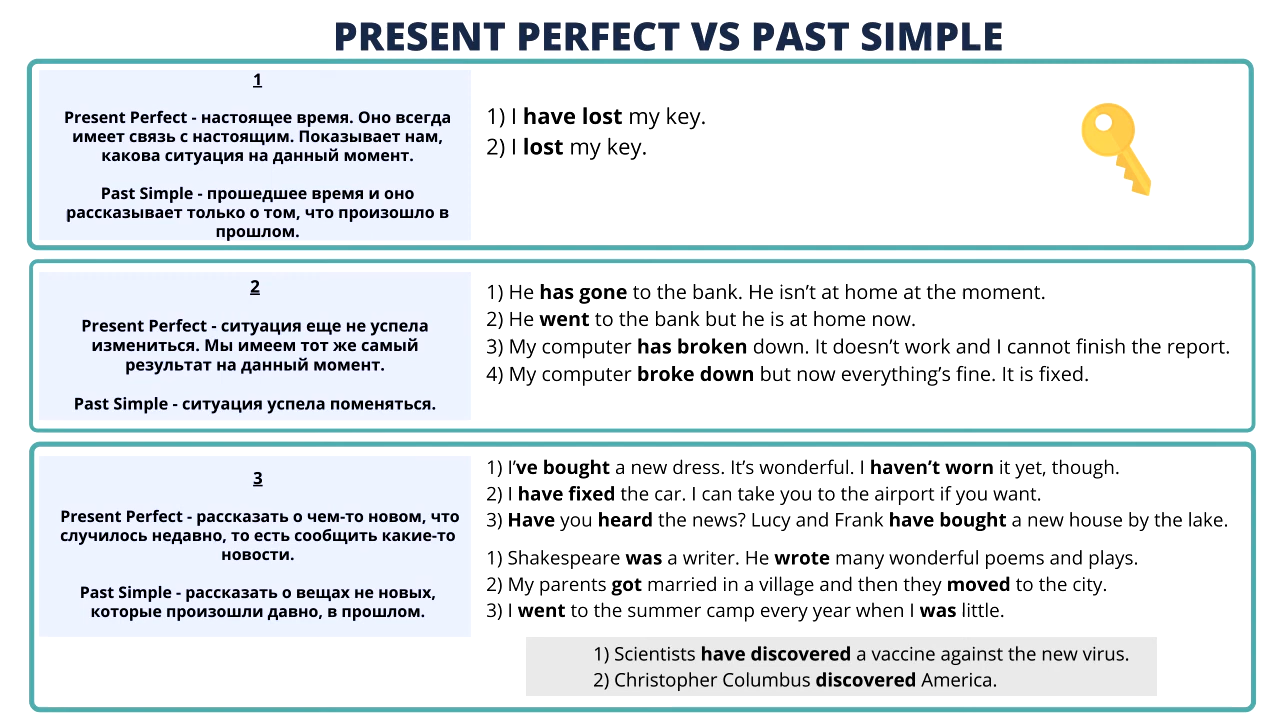 PRESENT PERFECT VS PAST SIMPLE
1
Present Perfect - настоящее время. Оно всегда
имеет связь с настоящим. Показывает нам,
какова ситуация на данный момент.
Past Simple - прошедшее время и оно
рассказывает только о том, что произошло в
прошлом.
1) I have lost my key.
2) I lost my key.
2
Present Perfect - ситуация еще не успела
измениться. Мы имеем тот же самый
результат на данный момент.
Past Simple - ситуация успела поменяться.
1) He has gone to the bank. He isn’t at home at the moment.
2) He went to the bank but he is at home now.
3) My computer has broken down. It doesn’t work and I cannot finish the report.
4) My computer broke down but now everything’s fine. It is fixed.
3
Present Perfect - рассказать о чем-то новом, что
случилось недавно, то есть сообщить какие-то
новости.
Past Simple - рассказать о вещах не новых,
которые произошли давно, в прошлом.
1) I’ve bought a new dress. It’s wonderful. I haven’t worn it yet, though.
2) I have fixed the car. I can take you to the airport if you want.
3) Have you heard the news? Lucy and Frank have bought a new house by the lake.
1) Shakespeare was a writer. He wrote many wonderful poems and plays.
2) My parents got married in a village and then they moved to the city.
3) I went to the summer camp every year when I was little.
1) Scientists have discovered a vaccine against the new virus.
2) Christopher Columbus discovered America.